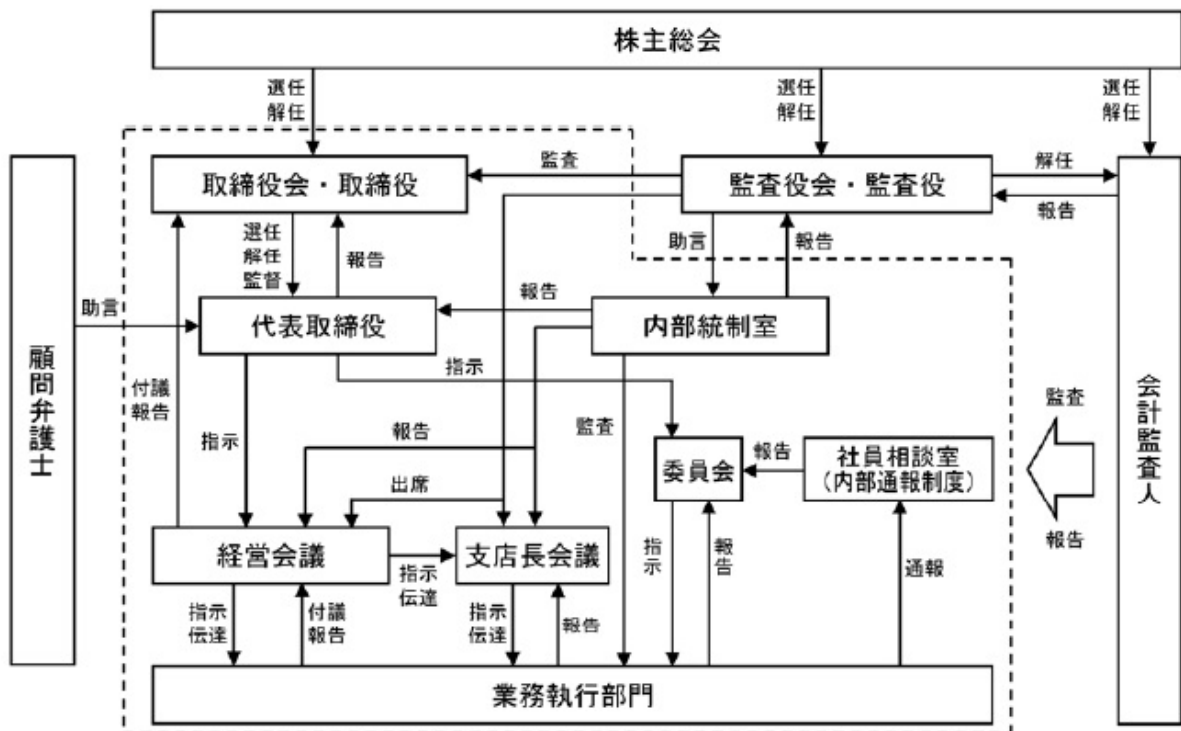 株主総会
選任
解任
選任
解任
選任
解任
取締役会・取締役
監査
監査役会・監査役
解任
報告
選任
解任
監督
報告
助言
報告
助言
代表取締役
報告
内部統制室
顧問弁護士
会計監査人
付議
報告
指示
指示
報告
監査
出席
委員会
報告
社員相談室
(内部通報制度)
監査
報告
経営会議
指示
伝達
支店長会議
指示
報告
通報
指示
伝達
付議
報告
指示
伝達
報告
業務執行部門